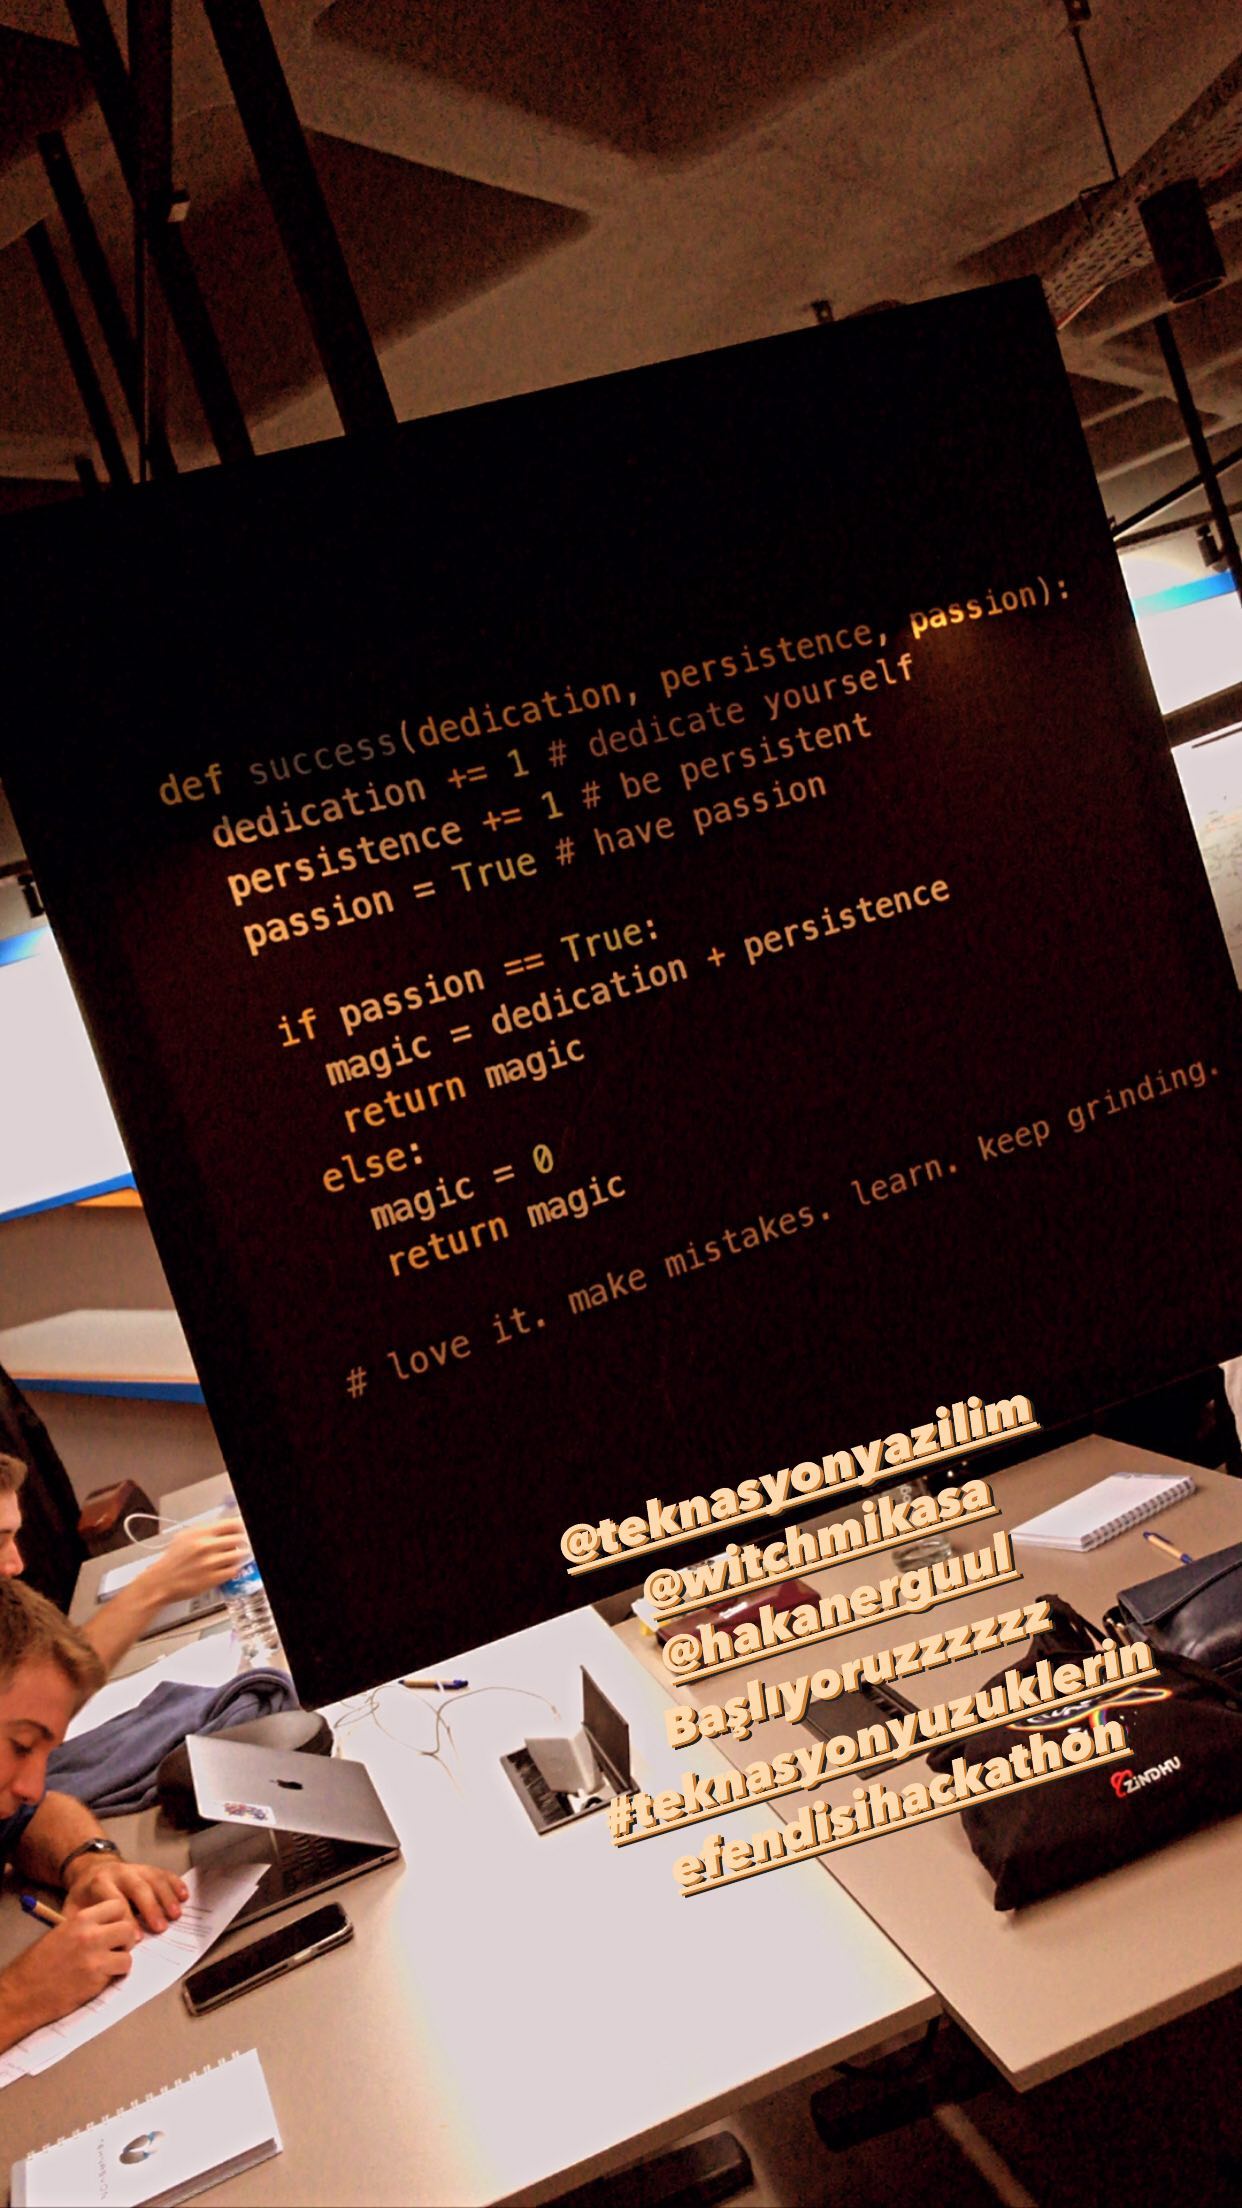 def success(dedication, persistence, passion):
dedication += 1 # dedicate yourself
persistence += 1 # be persistent
passion = True # have passion
if passion == True:
magic = dedication + persistence
return magic
else:
magic = 0
return magic
# love it. make mistakes. learn. keep grinding.
@teknasyonyazilim
@witchmikasa
@hakanerguul
Başlıyoruzzzzzz
#teknasyonyuzuklerin
efendisihackathon
ZiNDHU